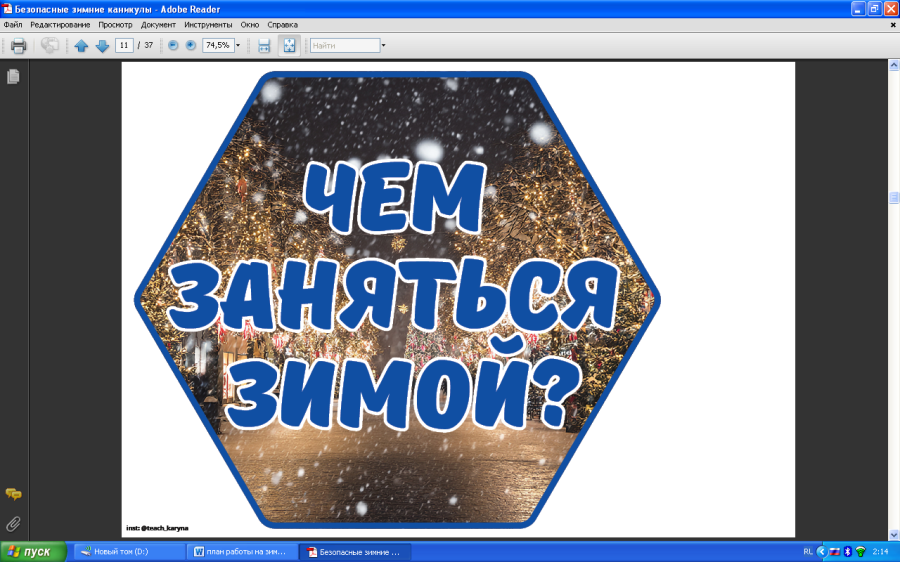 Безопасные зимние каникулы - Adobe Reader
Файл Редактирование Просмотр Документ Инструменты Окно Справка
11 / 37 74,5% Найти
ЧЕМ
ЗАНЯТЬСЯ
ЗИМОЙ?
inst: @teach_karyna
пуск Новый том (D:) план работы на зим... Безопасные зимние ... RL 2:14